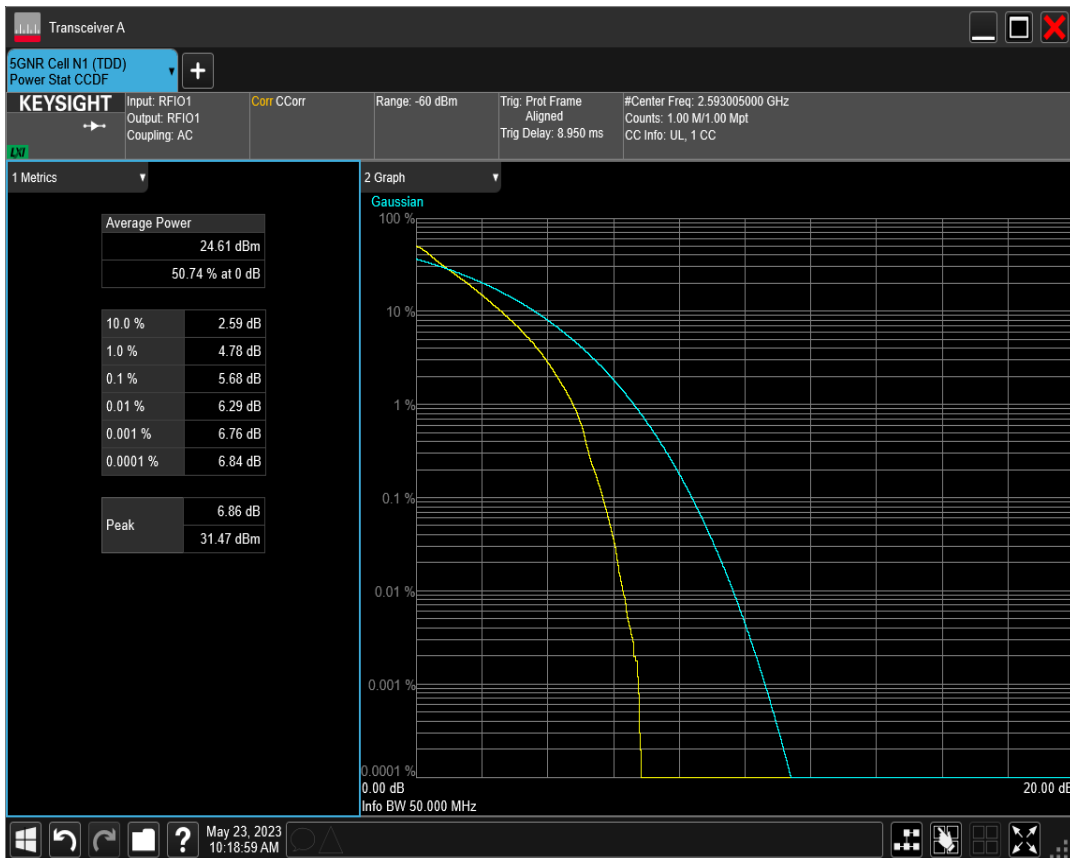 Transceiver A
5GNR Cell N1 (TDD)
Power Stat CCDF
KEYSIGHT
LXI
Input: RFIO1
Output: RFIO1
Coupling: AC
Corr CCorr
Range: -60 dBm
Trig: Prot Frame
Aligned
Trig Delay: 8.950 ms
#Center Freq: 2.593005000 GHz
Counts: 1.00 M/1.00 Mpt
CC Info: UL, 1 CC
1 Metrics
Average Power
24.61 dBm
50.74 % at 0 dB
10.0 % 2.59 dB
1.0 % 4.78 dB
0.1 % 5.68 dB
0.01 % 6.29 dB
0.001 % 6.76 dB
0.0001 % 6.84 dB
Peak
6.86 dB
31.47 dBm
2 Graph
Gaussian
100 %
10 %
1 %
0.1 %
0.01 %
0.001 %
0.0001 %
0.00 dB
20.00 dB
Info BW 50.000 MHz
?
May 23, 2023
10:18:59 AM